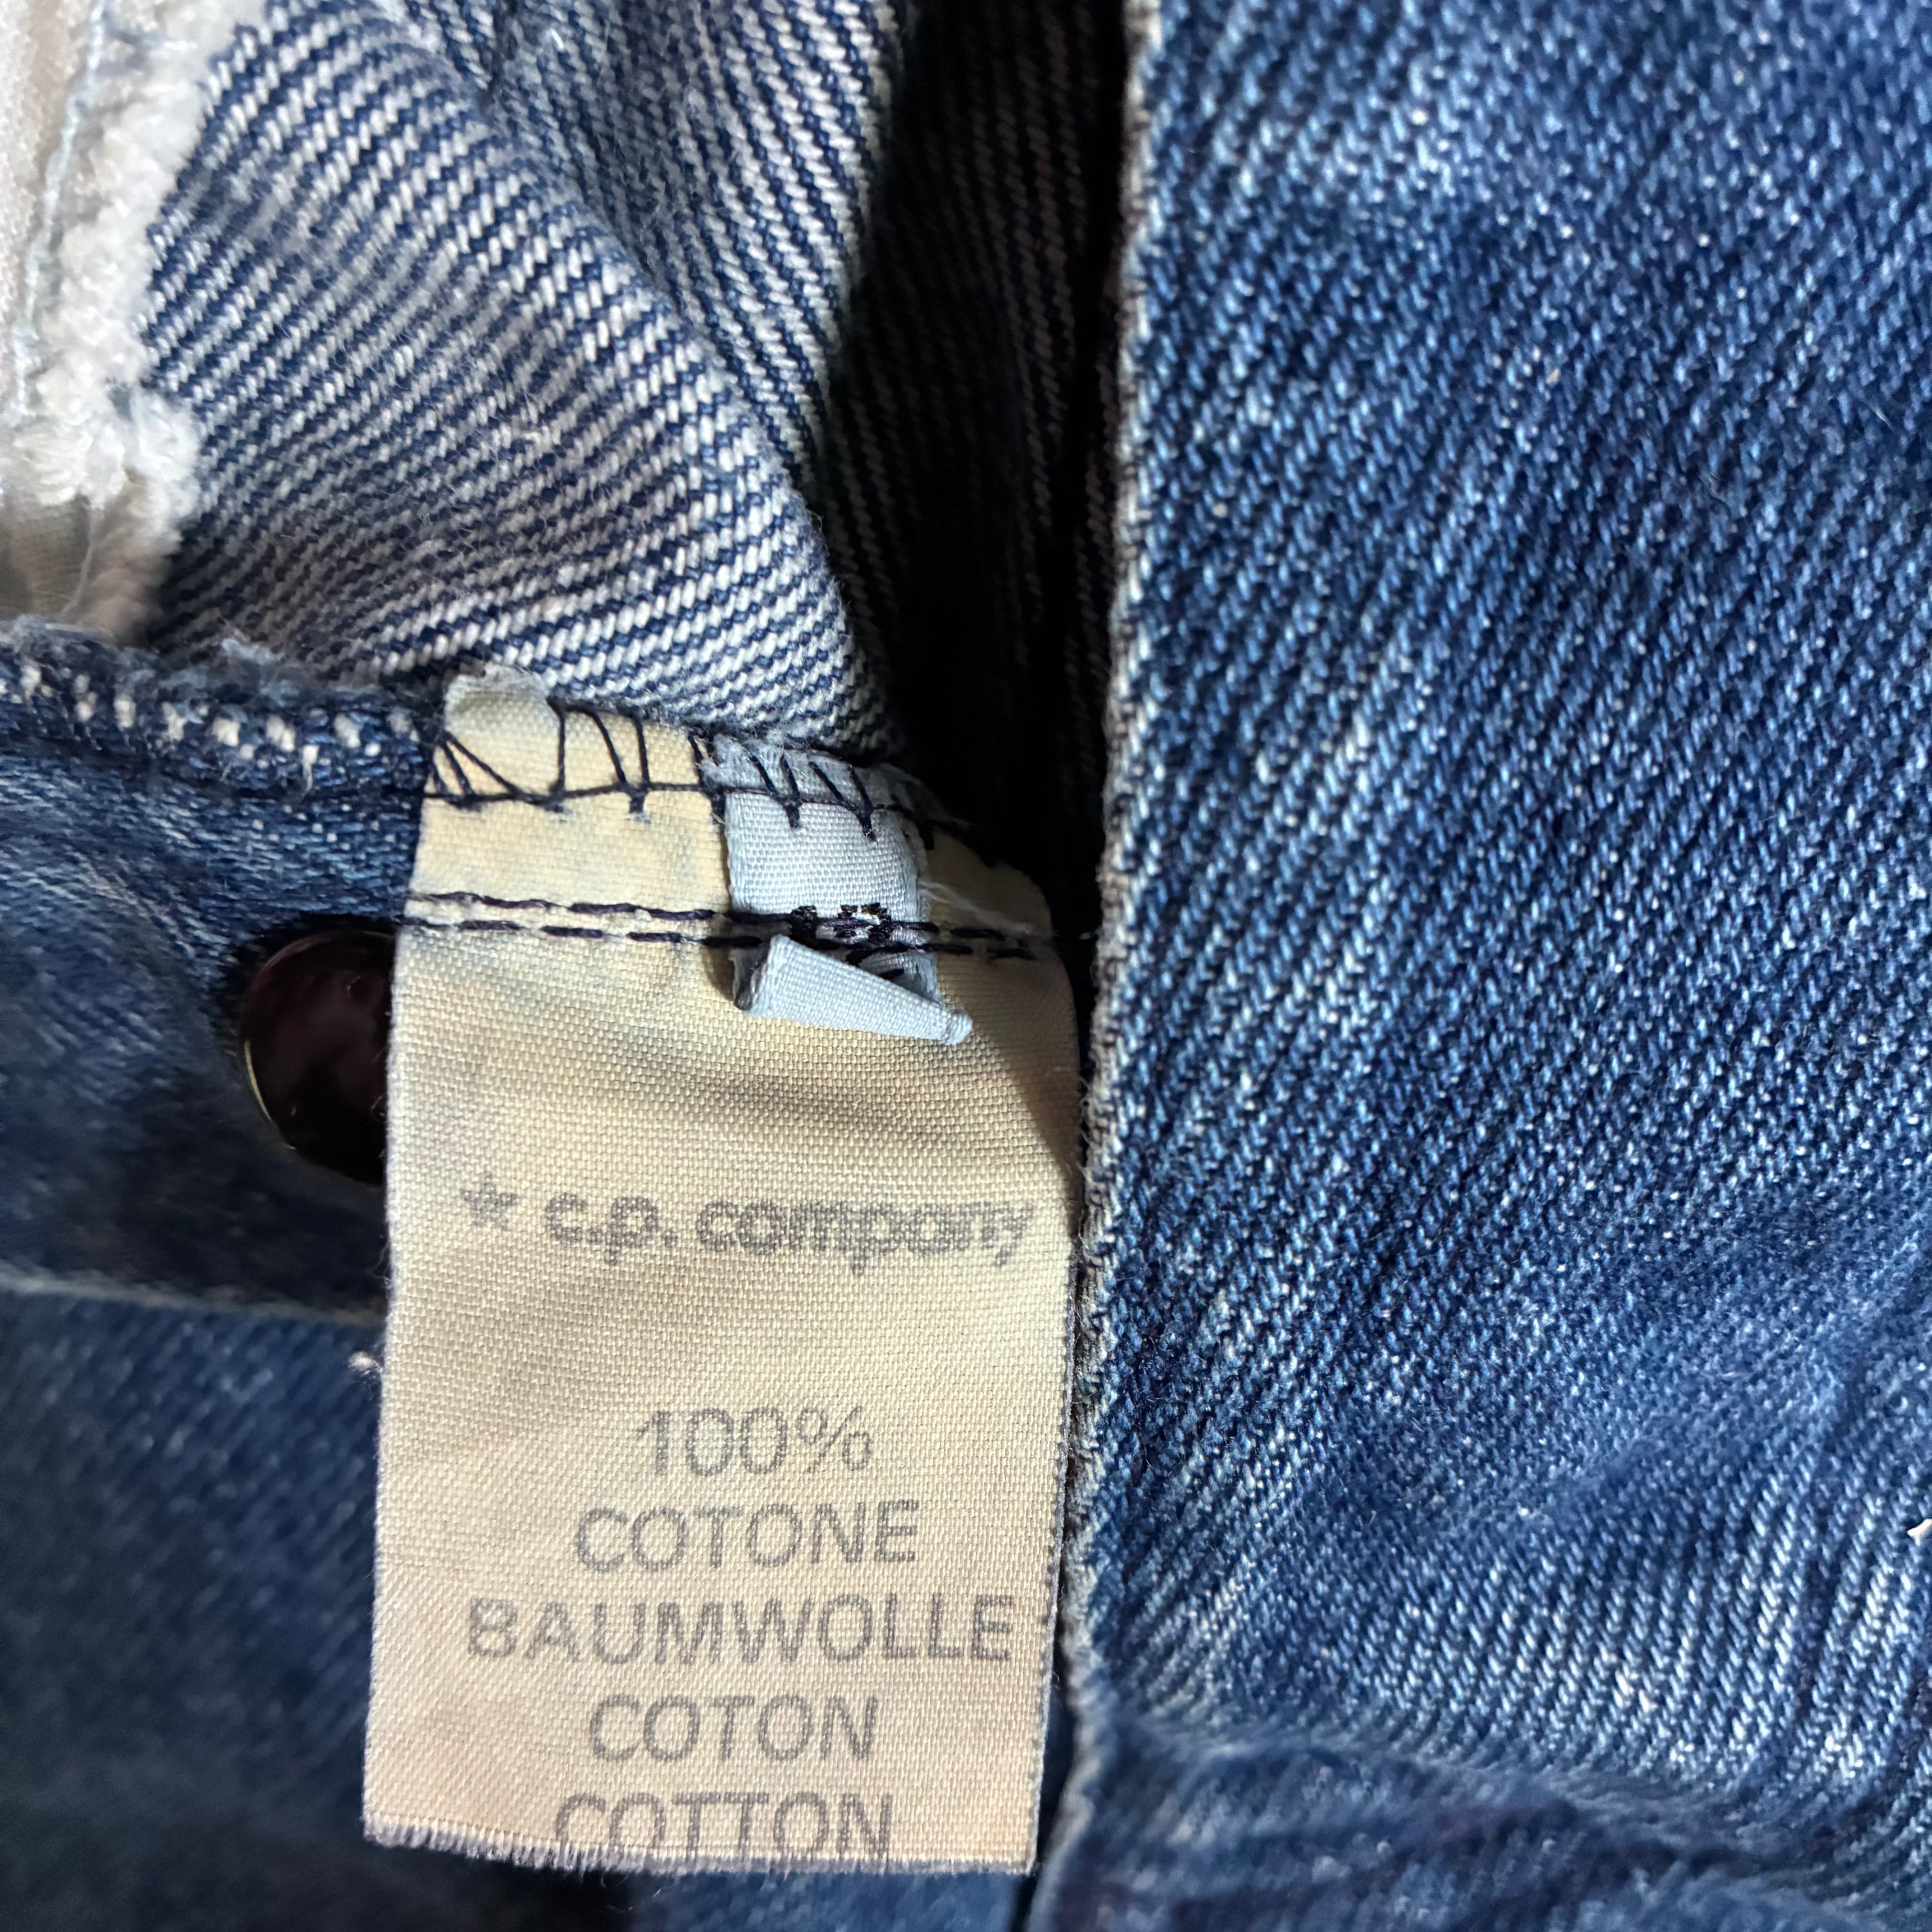 ★ c.p. company
100%
COTONE
BAUMWOLLE
COTON
COTTON